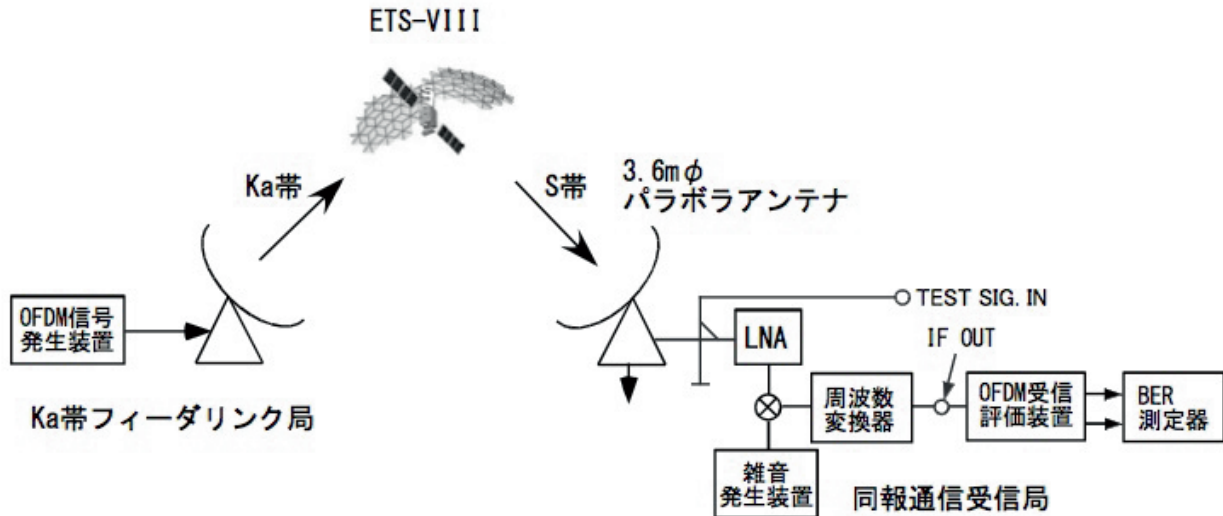 ETS-VIII
Ka帯
S帯
3.6mφ
パラボラアンテナ
OFDM信号
発生装置
Ka帯フィーダリンク局
TEST SIG. IN
LNA
IF OUT
周波数
変換器
OFDM受信
評価装置
BER
測定器
雑音
発生装置
同報通信受信局